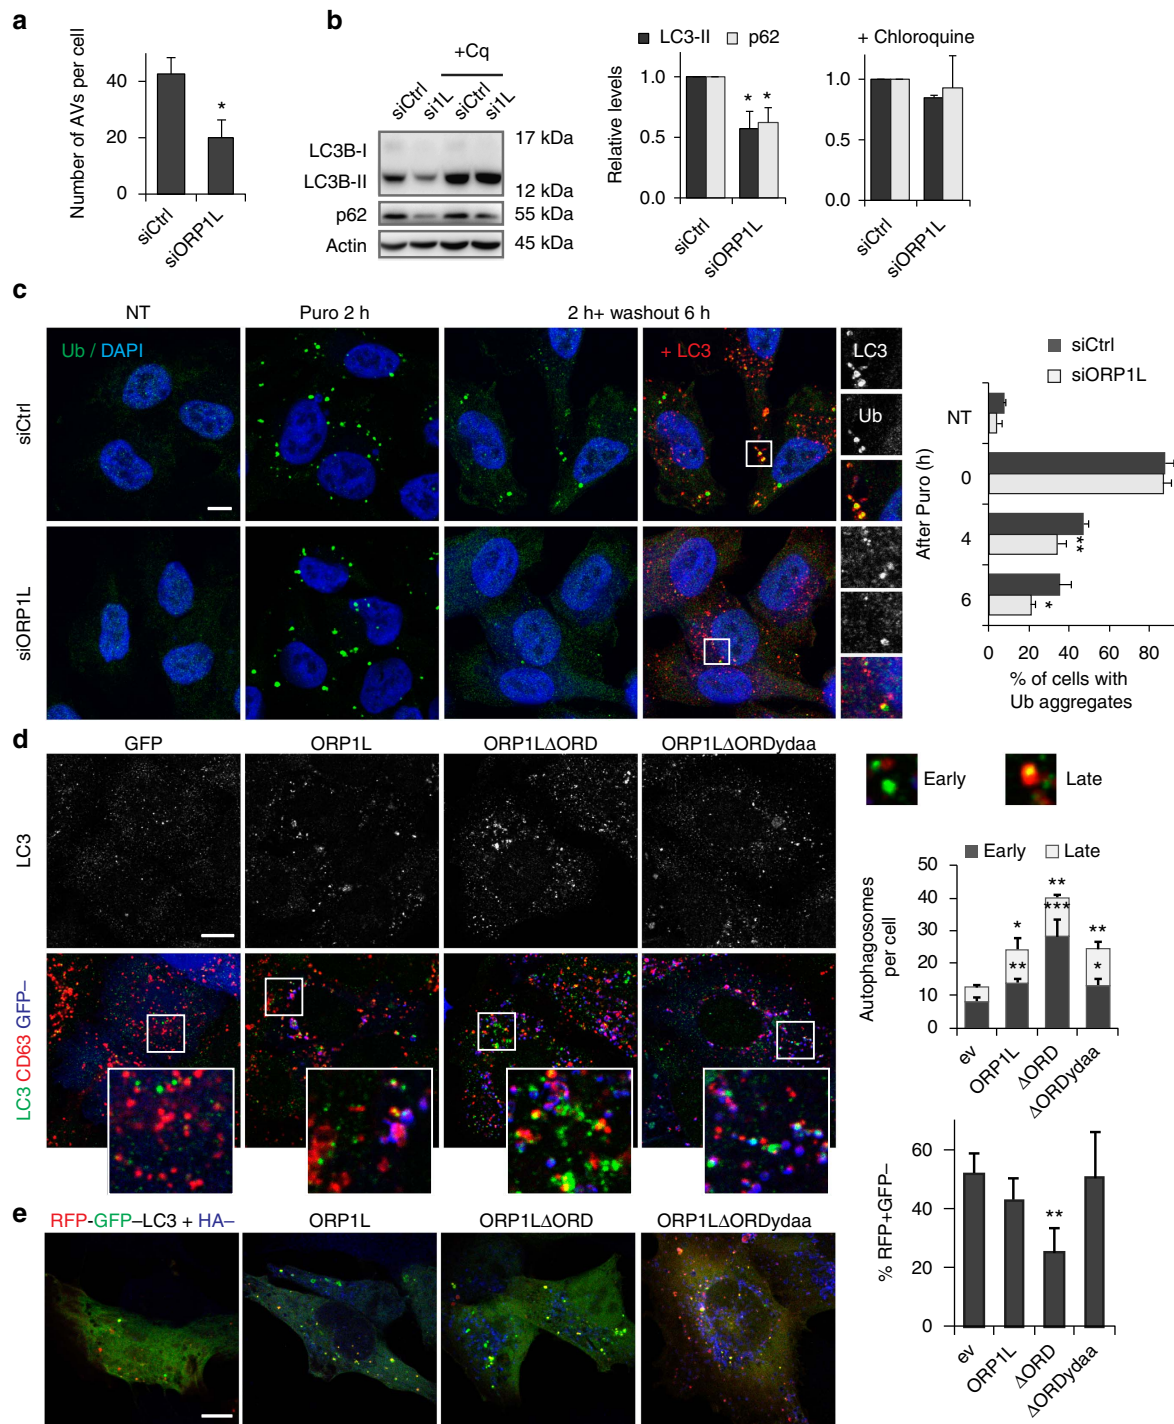 a
Number of AVs per cell
40
20
0
*
siCtrl
siORP1L
b
+Cq
siCtrl
si1L
siCtrl
si1L
LC3B-I
LC3B-II
p62
Actin
17 kDa
12 kDa
55 kDa
45 kDa
LC3-II
p62
Relative levels
1.0
0.5
0.0
*
*
siCtrl
siORP1L
+ Chloroquine
1.0
0.5
0.0
siCtrl
siORP1L
c
NT
Puro 2 h
2 h+ washout 6 h
siCtrl
siORP1L
Ub / DAPI
+ LC3
LC3
Ub
siCtrl
siORP1L
After Puro (h)
NT
0
4
6
**
*
0
20
40
60
80
% of cells with
Ub aggregates
d
GFP
ORP1L
ORP1LΔORD
ORP1LΔORDydaa
LC3
LC3 CD63 GFP–
Early
Late
Early
Late
Autophagosomes
per cell
50
40
30
20
10
0
*
**
**
***
**
*
ev
ORP1L
ΔORD
ΔORDydaa
e
RFP-GFP–LC3 + HA–
ORP1L
ORP1LΔORD
ORP1LΔORDydaa
% RFP+GFP–
60
40
20
0
**
ev
ORP1L
ΔORD
ΔORDydaa